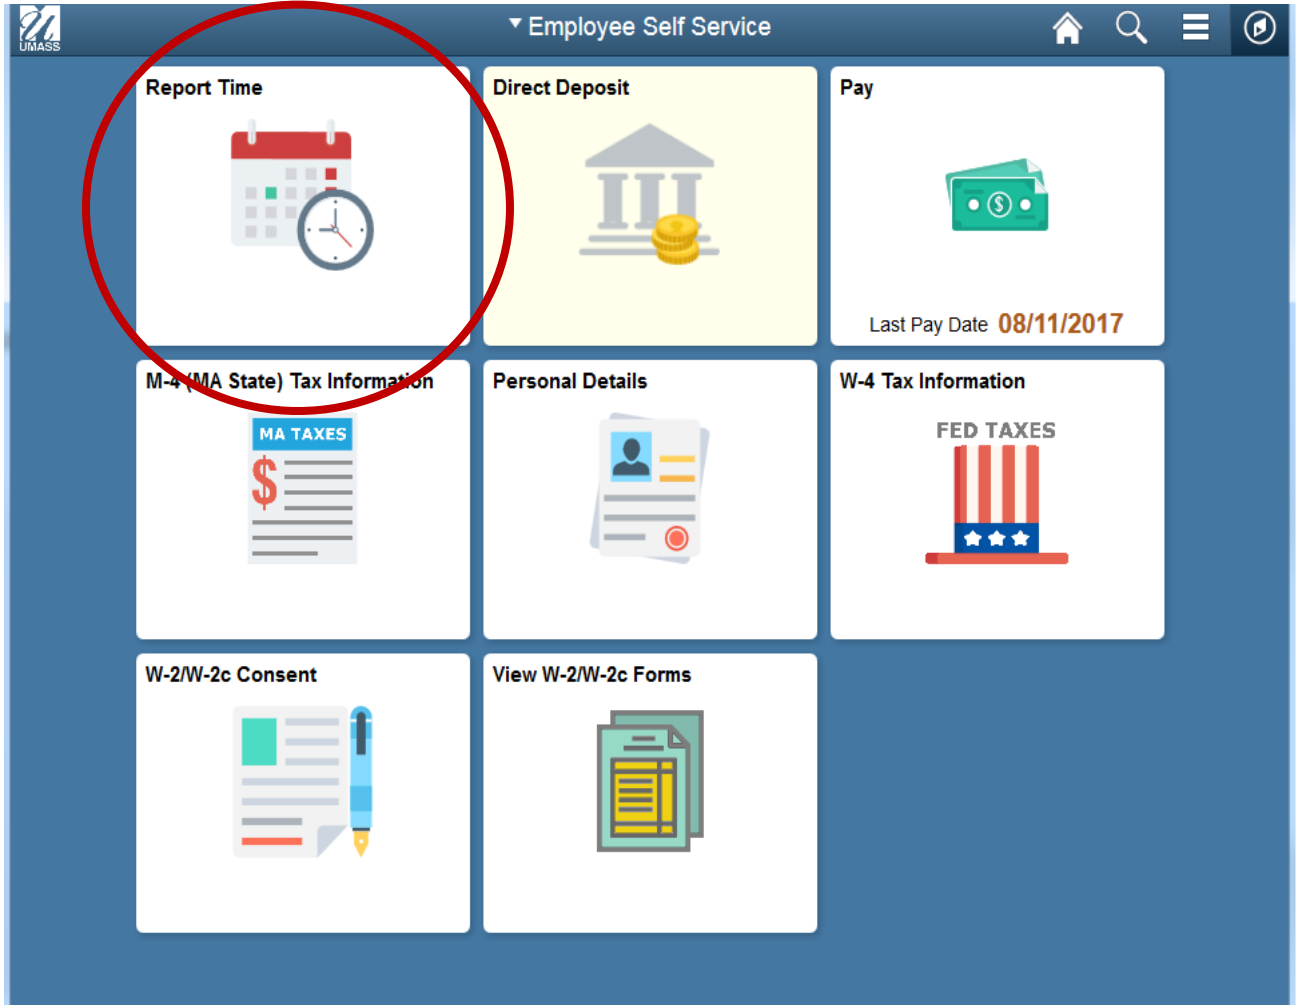 UMASS
Employee Self Service
Report Time
Direct Deposit
Pay
$
Last Pay Date 08/11/2017
M-4 (MA State) Tax Information
Personal Details
W-4 Tax Information
MA TAXES
$
FED TAXES
W-2/W-2c Consent
View W-2/W-2c Forms